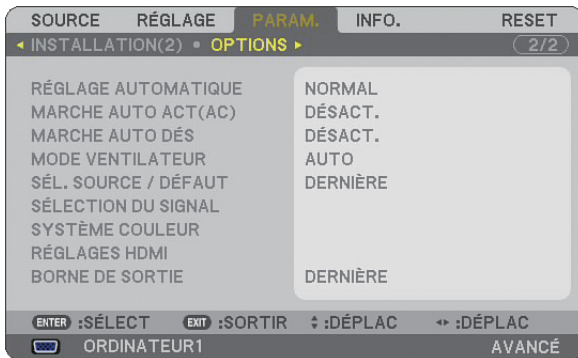 SOURCE RÉGLAGE PARAM. INFO. RESET
INSTALLATION(2) • OPTIONS 2/2
RÉGLAGE AUTOMATIQUE NORMAL
MARCHE AUTO ACT(AC) DÉSACT.
MARCHE AUTO DÉS DÉSACT.
MODE VENTILATEUR AUTO
SÉL. SOURCE / DÉFAUT DERNIÈRE
SÉLECTION DU SIGNAL
SYSTÈME COULEUR
RÉGLAGES HDMI
BORNE DE SORTIE DERNIÈRE
ENTER :SÉLECT EXIT :SORTIR :DÉPLAC :DÉPLAC
ORDINATEUR1 AVANCÉ